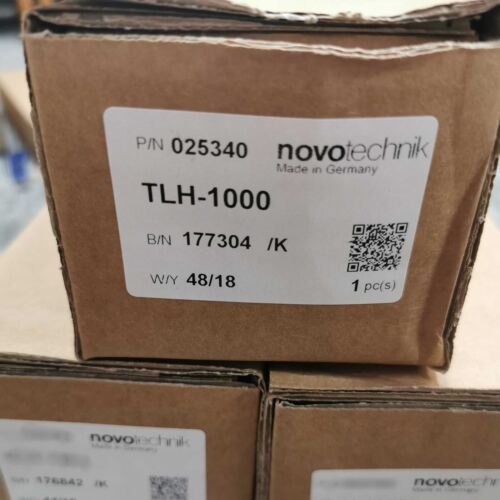 P/N 025340 novotechnik
Made in Germany
TLH-1000
B/N 177304 /K
W/Y 48/18
1 pc(s)
novotechnik
Made in Germany
176842 /K
novotechnik